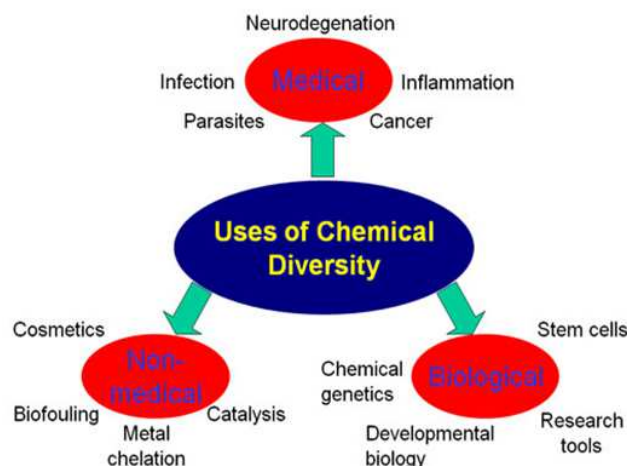 Neurodegenation
Infection
Medical
Inflammation
Parasites
Cancer
Uses of Chemical
Diversity
Cosmetics
Non-
medical
Biofouling
Metal
chelation
Catalysis
Stem cells
Chemical
genetics
Biological
Developmental
biology
Research
tools